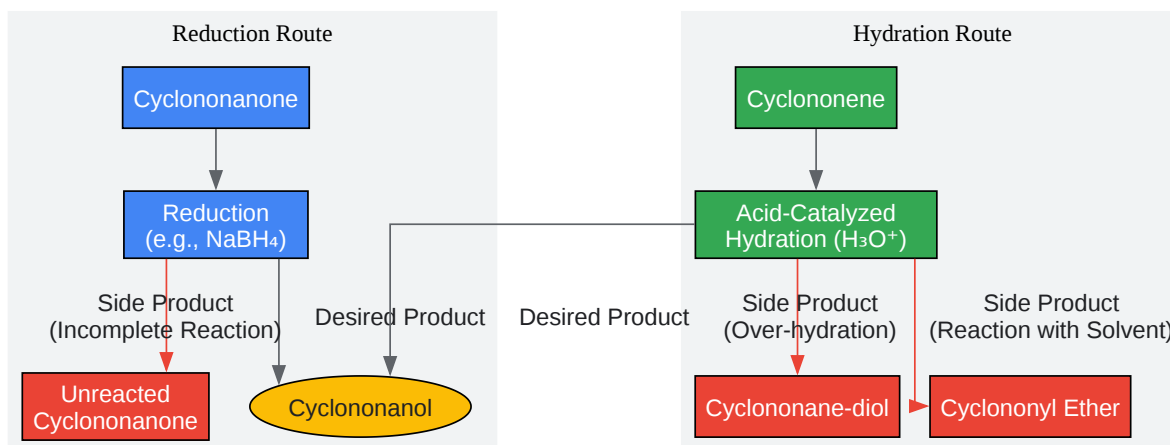 Reduction Route
Cyclononanone
Reduction
(e.g., NaBH₄)
Side Product
(Incomplete Reaction)
Desired Product
Unreacted
Cyclononanone
Cyclononanol
Hydration Route
Cyclononene
Acid-Catalyzed
Hydration (H₃O⁺)
Desired Product
Side Product
(Over-hydration)
Side Product
(Reaction with Solvent)
Cyclononane-diol
Cyclononyl Ether